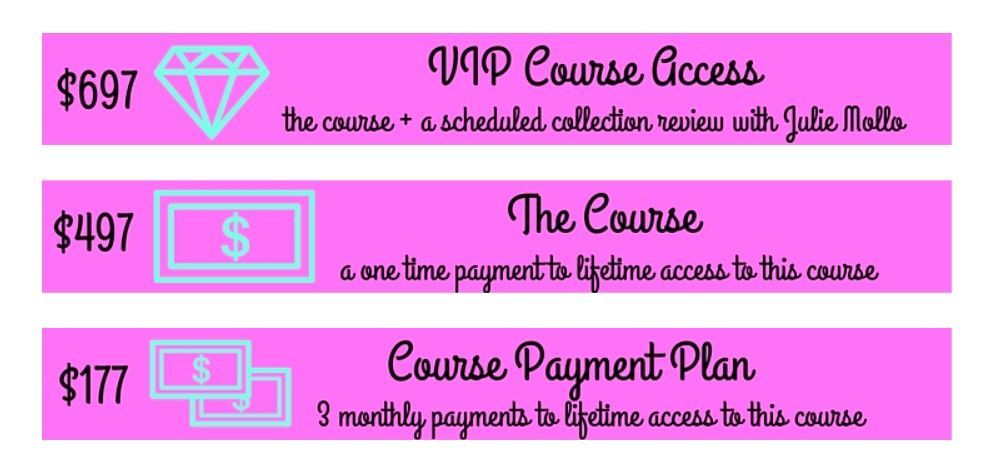 $697
VIP Course Access
the course + a scheduled collection review with Julie Mollo
$497
$
The Course
a one time payment to lifetime access to this course
$177
$
$
Course Payment Plan
3 monthly payments to lifetime access to this course